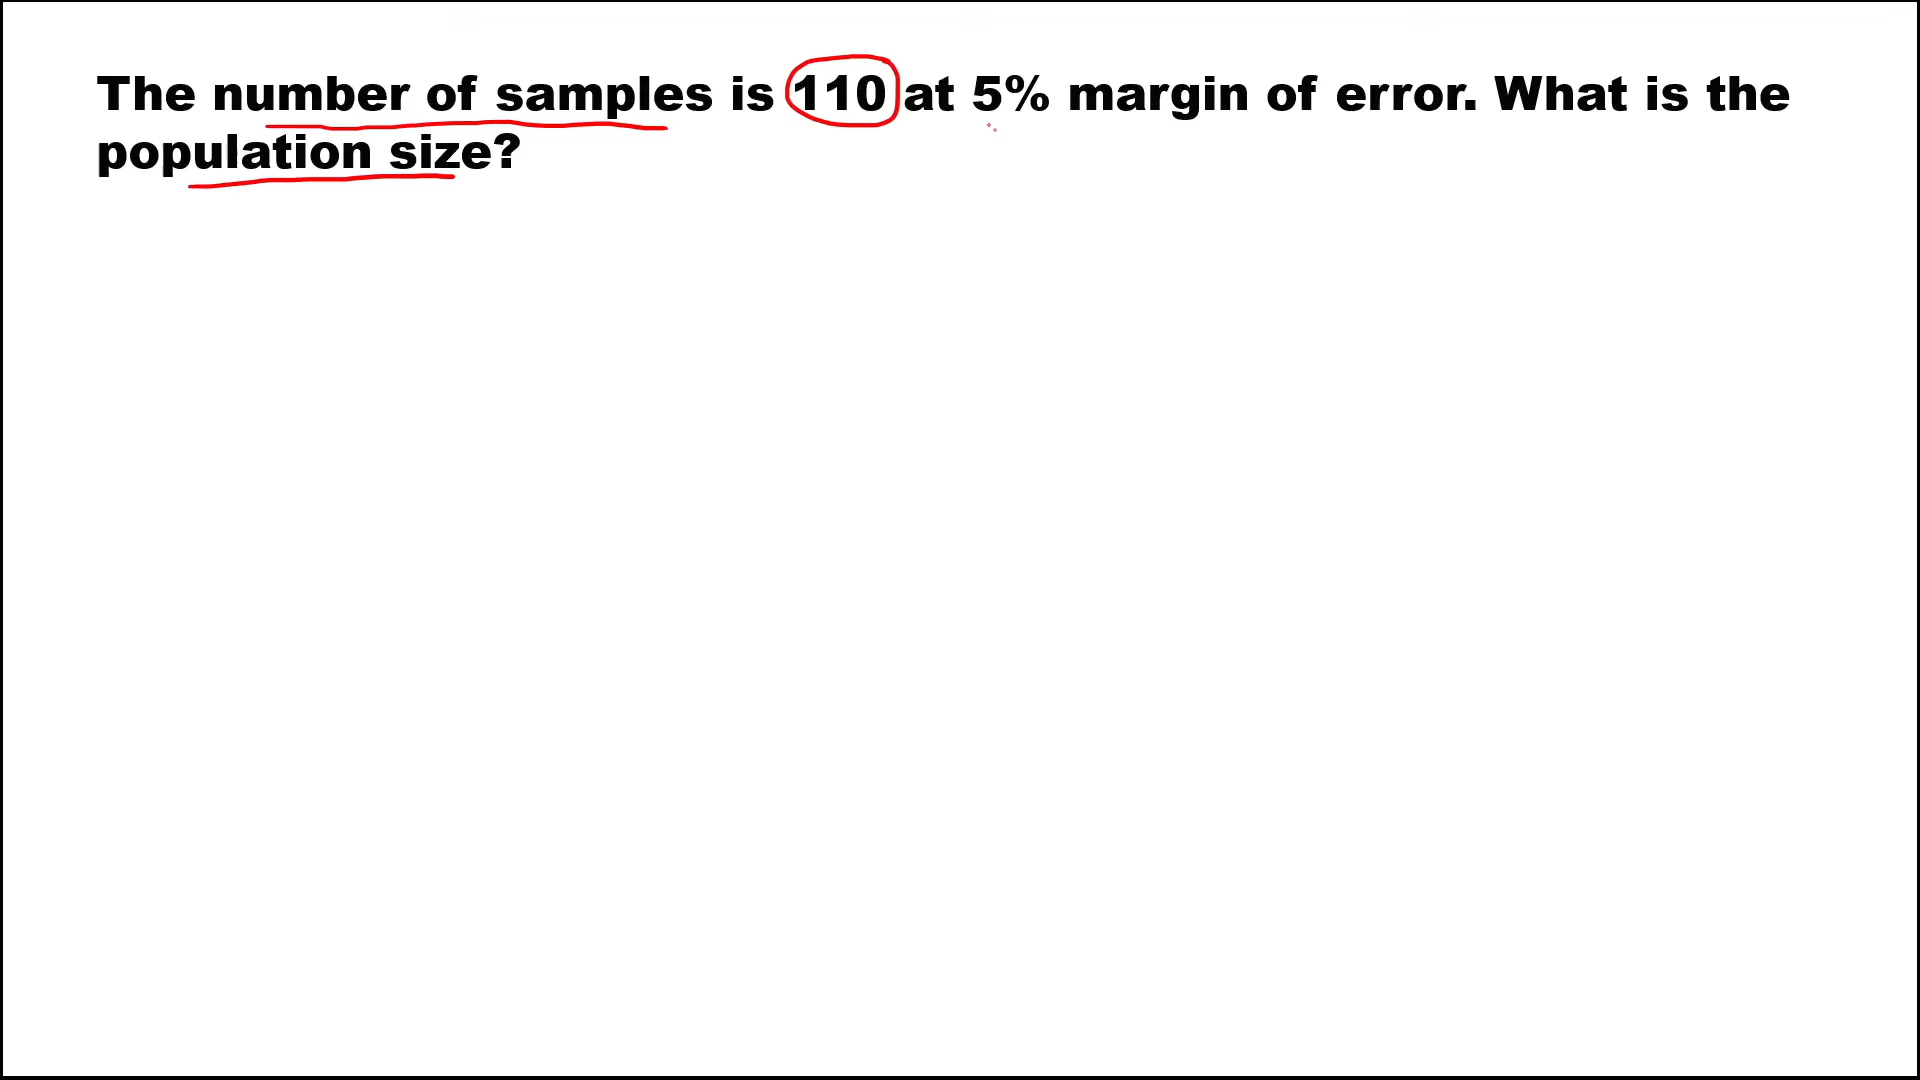 The number of samples is 110 at 5% margin of error. What is the
population size?